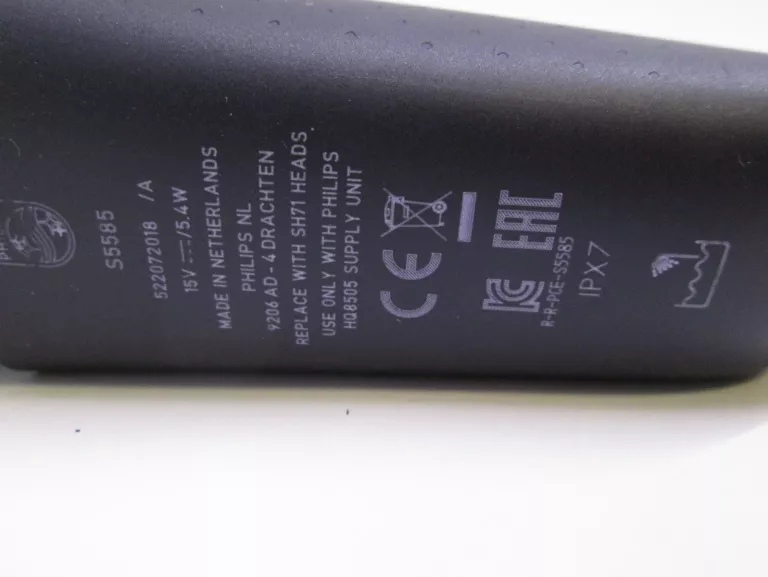 S5585
522072018 /A
15V ⎓/5.4W
MADE IN NETHERLANDS
PHILIPS NL
9206 AD - 4 DRACHTEN
REPLACE WITH SH71 HEADS
USE ONLY WITH PHILIPS
HQ8505 SUPPLY UNIT
CE
EAC
R-R-PCE-S5585
IPX7